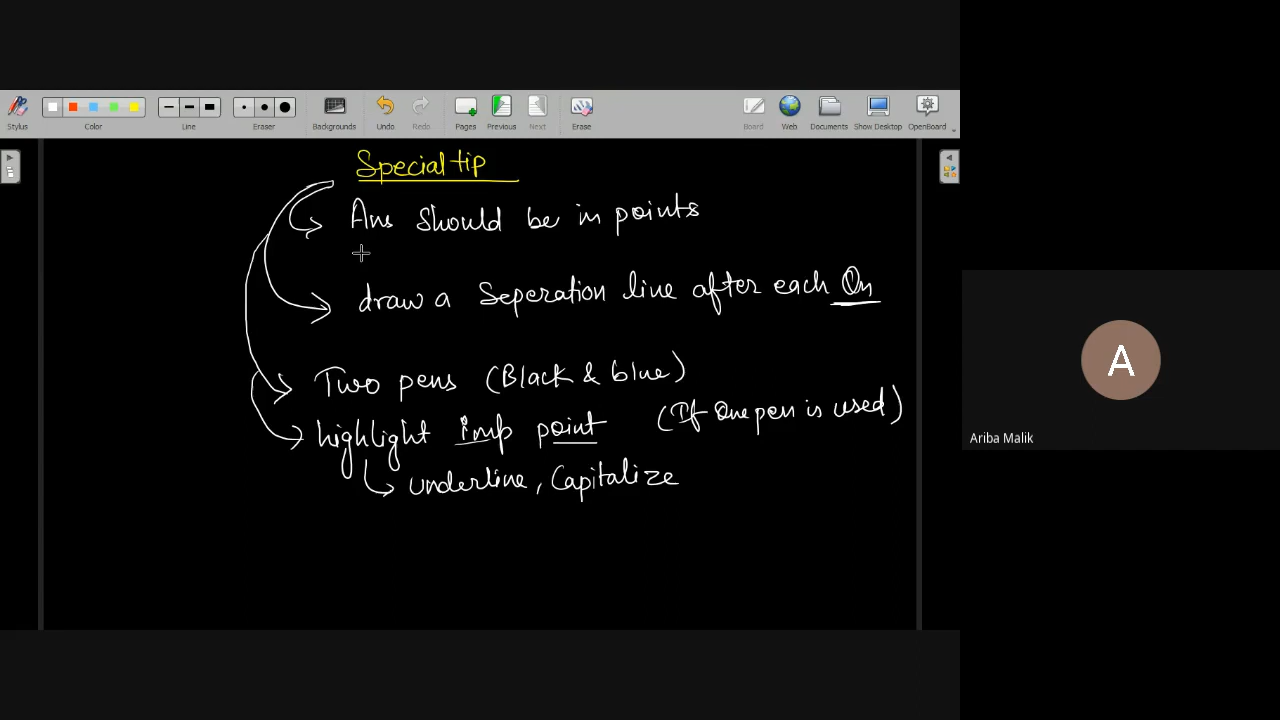 Stylus Color Line Eraser Backgrounds Undo Redo Pages Previous Next Erase Board Web Documents Show Desktop OpenBoard
Special tip
Ans should be in points
draw a Seperation line after each Qn
Two pens (Black & blue)
highlight imp point (If One pen is used)
underline, Capitalize
A
Ariba Malik